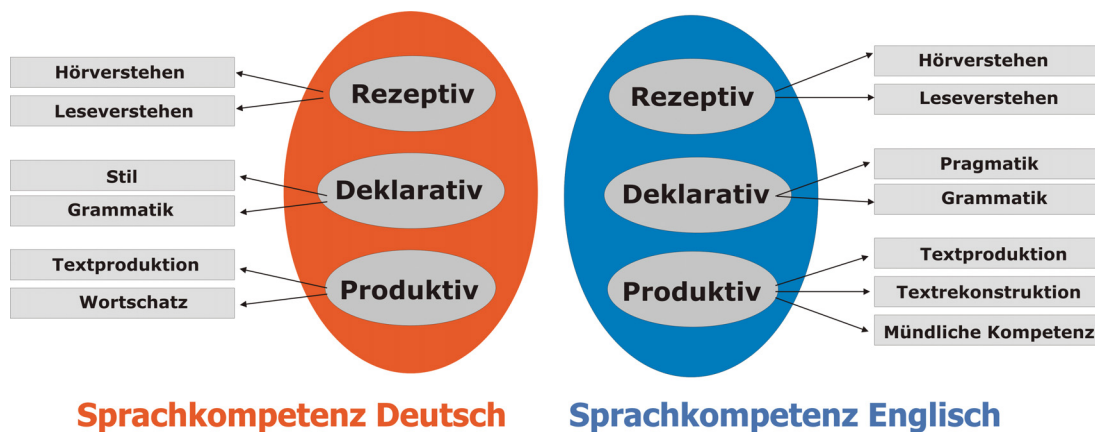 Hörverstehen
Leseverstehen
Rezeptiv
Stil
Grammatik
Deklarativ
Textproduktion
Wortschatz
Produktiv
Sprachkompetenz Deutsch
Rezeptiv
Hörverstehen
Leseverstehen
Deklarativ
Pragmatik
Grammatik
Produktiv
Textproduktion
Textrekonstruktion
Mündliche Kompetenz
Sprachkompetenz Englisch